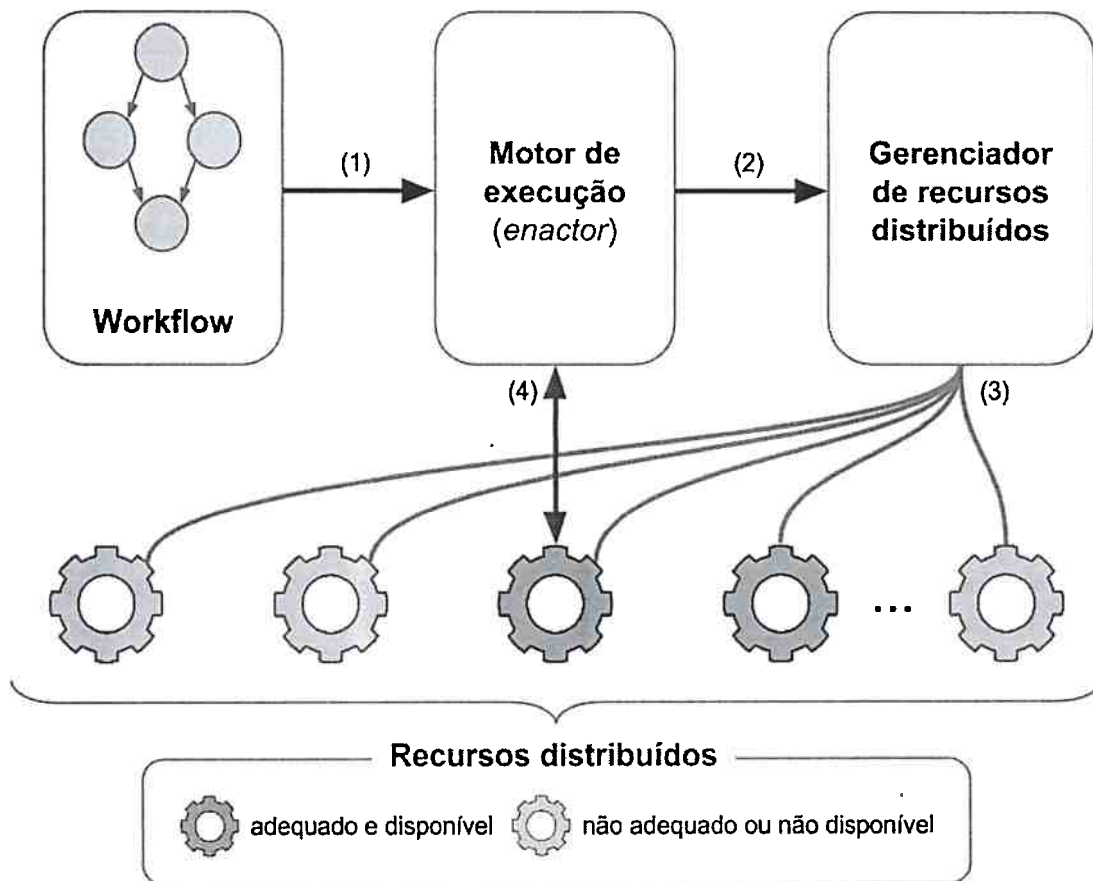 Workflow
(1)
Motor de
execução
(enactor)
(2)
Gerenciador
de recursos
distribuídos
(4)
(3)
...
Recursos distribuídos
adequado e disponível
não adequado ou não disponível